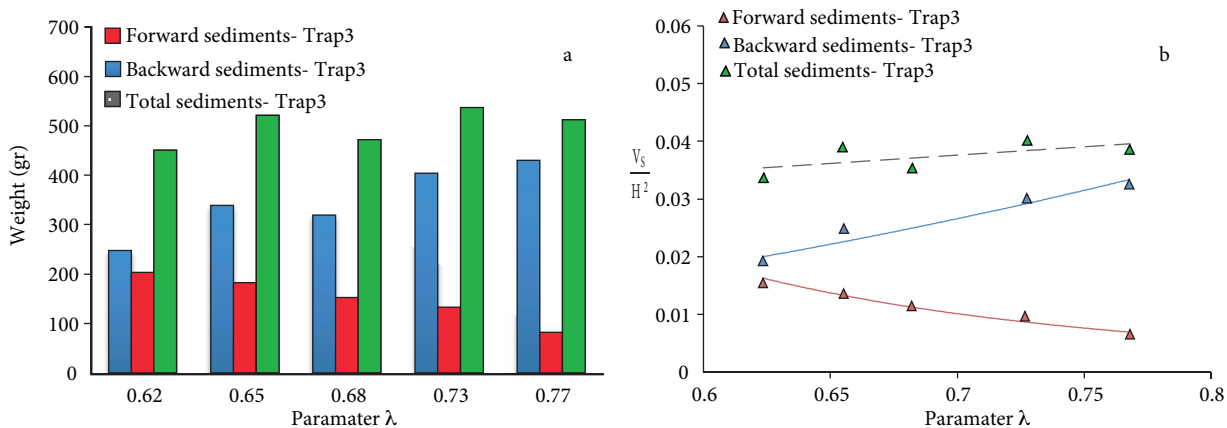 700
600
500
400
300
200
100
0
Weight (gr)
Forward sediments- Trap3
Backward sediments- Trap3
Total sediments- Trap3
a
0.62 0.65 0.68 0.73 0.77
Paramater λ
0.06
0.05
0.04
0.03
0.02
0.01
0
V_S
H²
Forward sediments- Trap3
Backward sediments- Trap3
Total sediments- Trap3
b
0.6 0.65 0.7 0.75 0.8
Paramater λ